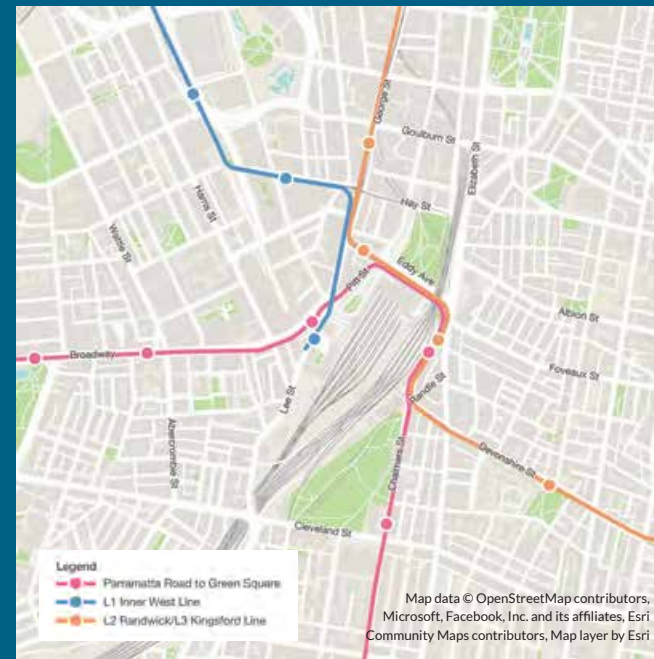 George St
Goulburn St
Elizabeth St
Hay St
Harris St
Wattle St
Eddy Ave
Pitt St
Albion St
Broadway
Foveaux St
Randle St
Lee St
Abercrombie St
Chalmers St
Devonshire St
Cleveland St
Legend
Parramatta Road to Green Square
L1 Inner West Line
L2 Randwick/L3 Kingsford Line
Map data © OpenStreetMap contributors,
Microsoft, Facebook, Inc. and its affiliates, Esri
Community Maps contributors, Map layer by Esri